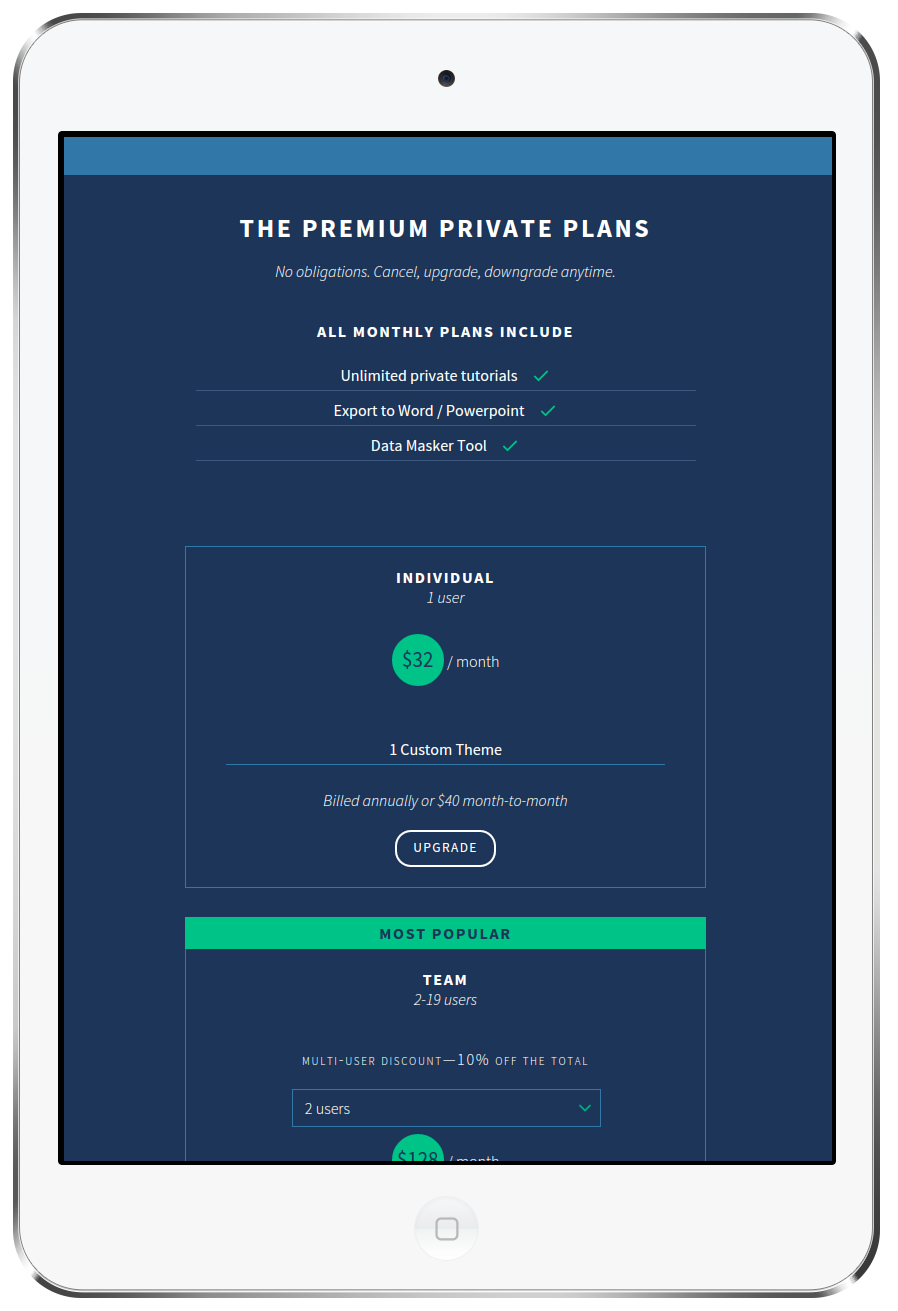 THE PREMIUM PRIVATE PLANS
No obligations. Cancel, upgrade, downgrade anytime.
ALL MONTHLY PLANS INCLUDE
Unlimited private tutorials
Export to Word / Powerpoint
Data Masker Tool
INDIVIDUAL
1 user
$32 / month
1 Custom Theme
Billed annually or $40 month-to-month
UPGRADE
MOST POPULAR
TEAM
2-19 users
MULTI-USER DISCOUNT—10% OFF THE TOTAL
2 users
$128 / month